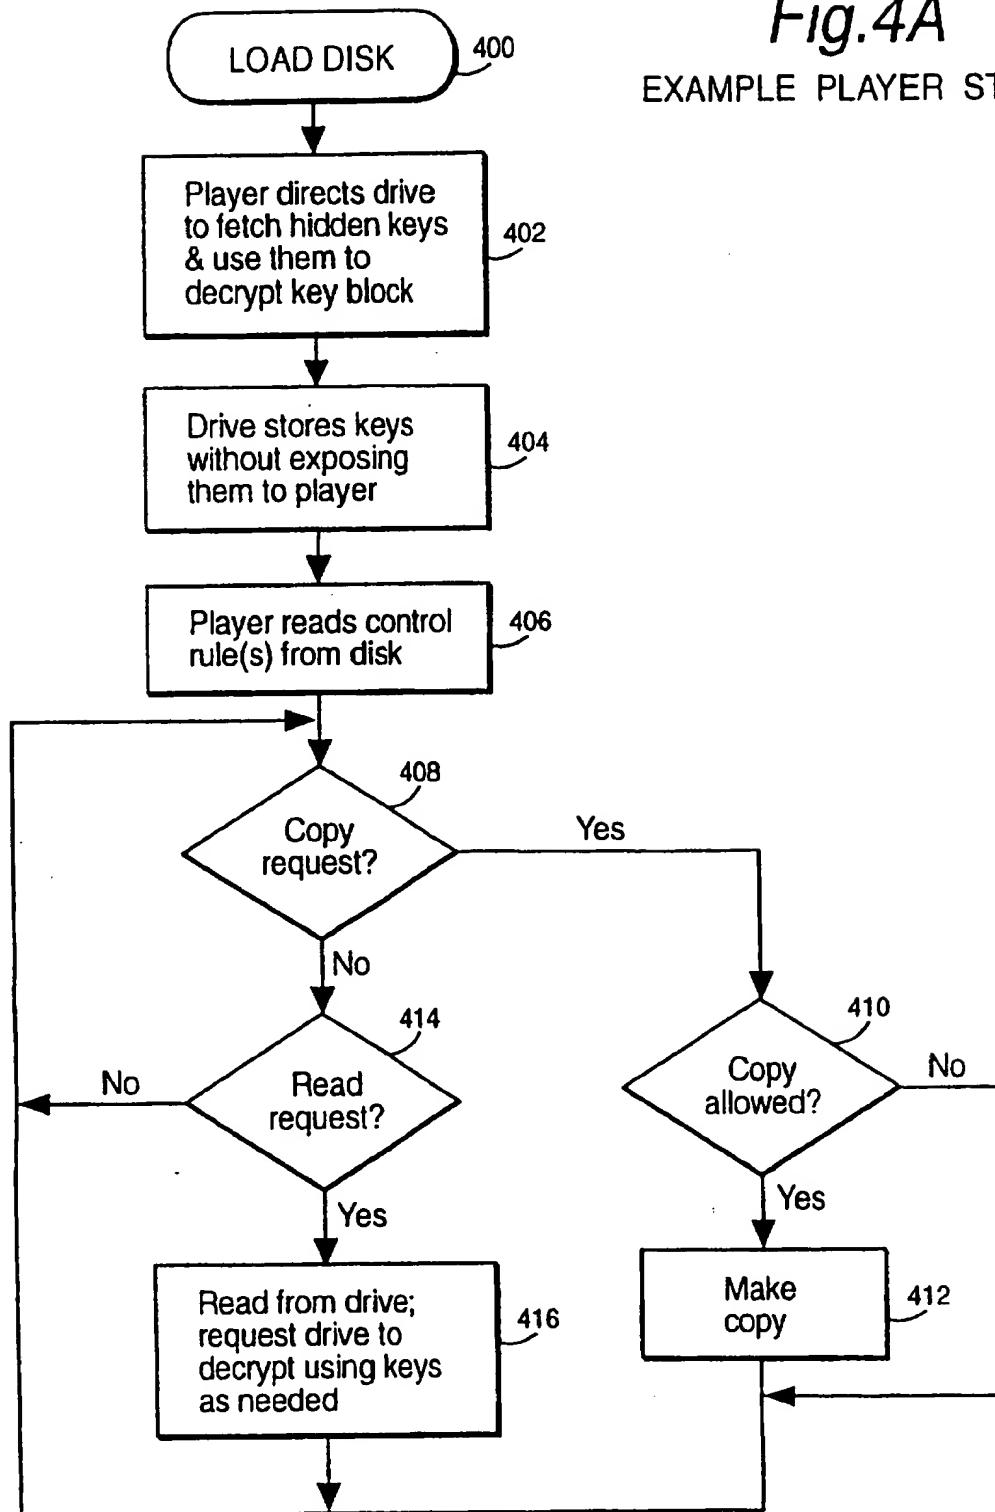 Fig.4A
EXAMPLE PLAYER
LOAD DISK
400
Player directs drive
to fetch hidden keys
& use them to
decrypt key block
402
Drive stores keys
without exposing
them to player
404
Player reads control
rule(s) from disk
406
408
Copy
request?
Yes
No
414
Read
request?
No
Yes
410
Copy
allowed?
No
Yes
Read from drive;
request drive to
decrypt using keys
as needed
416
Make
copy
412